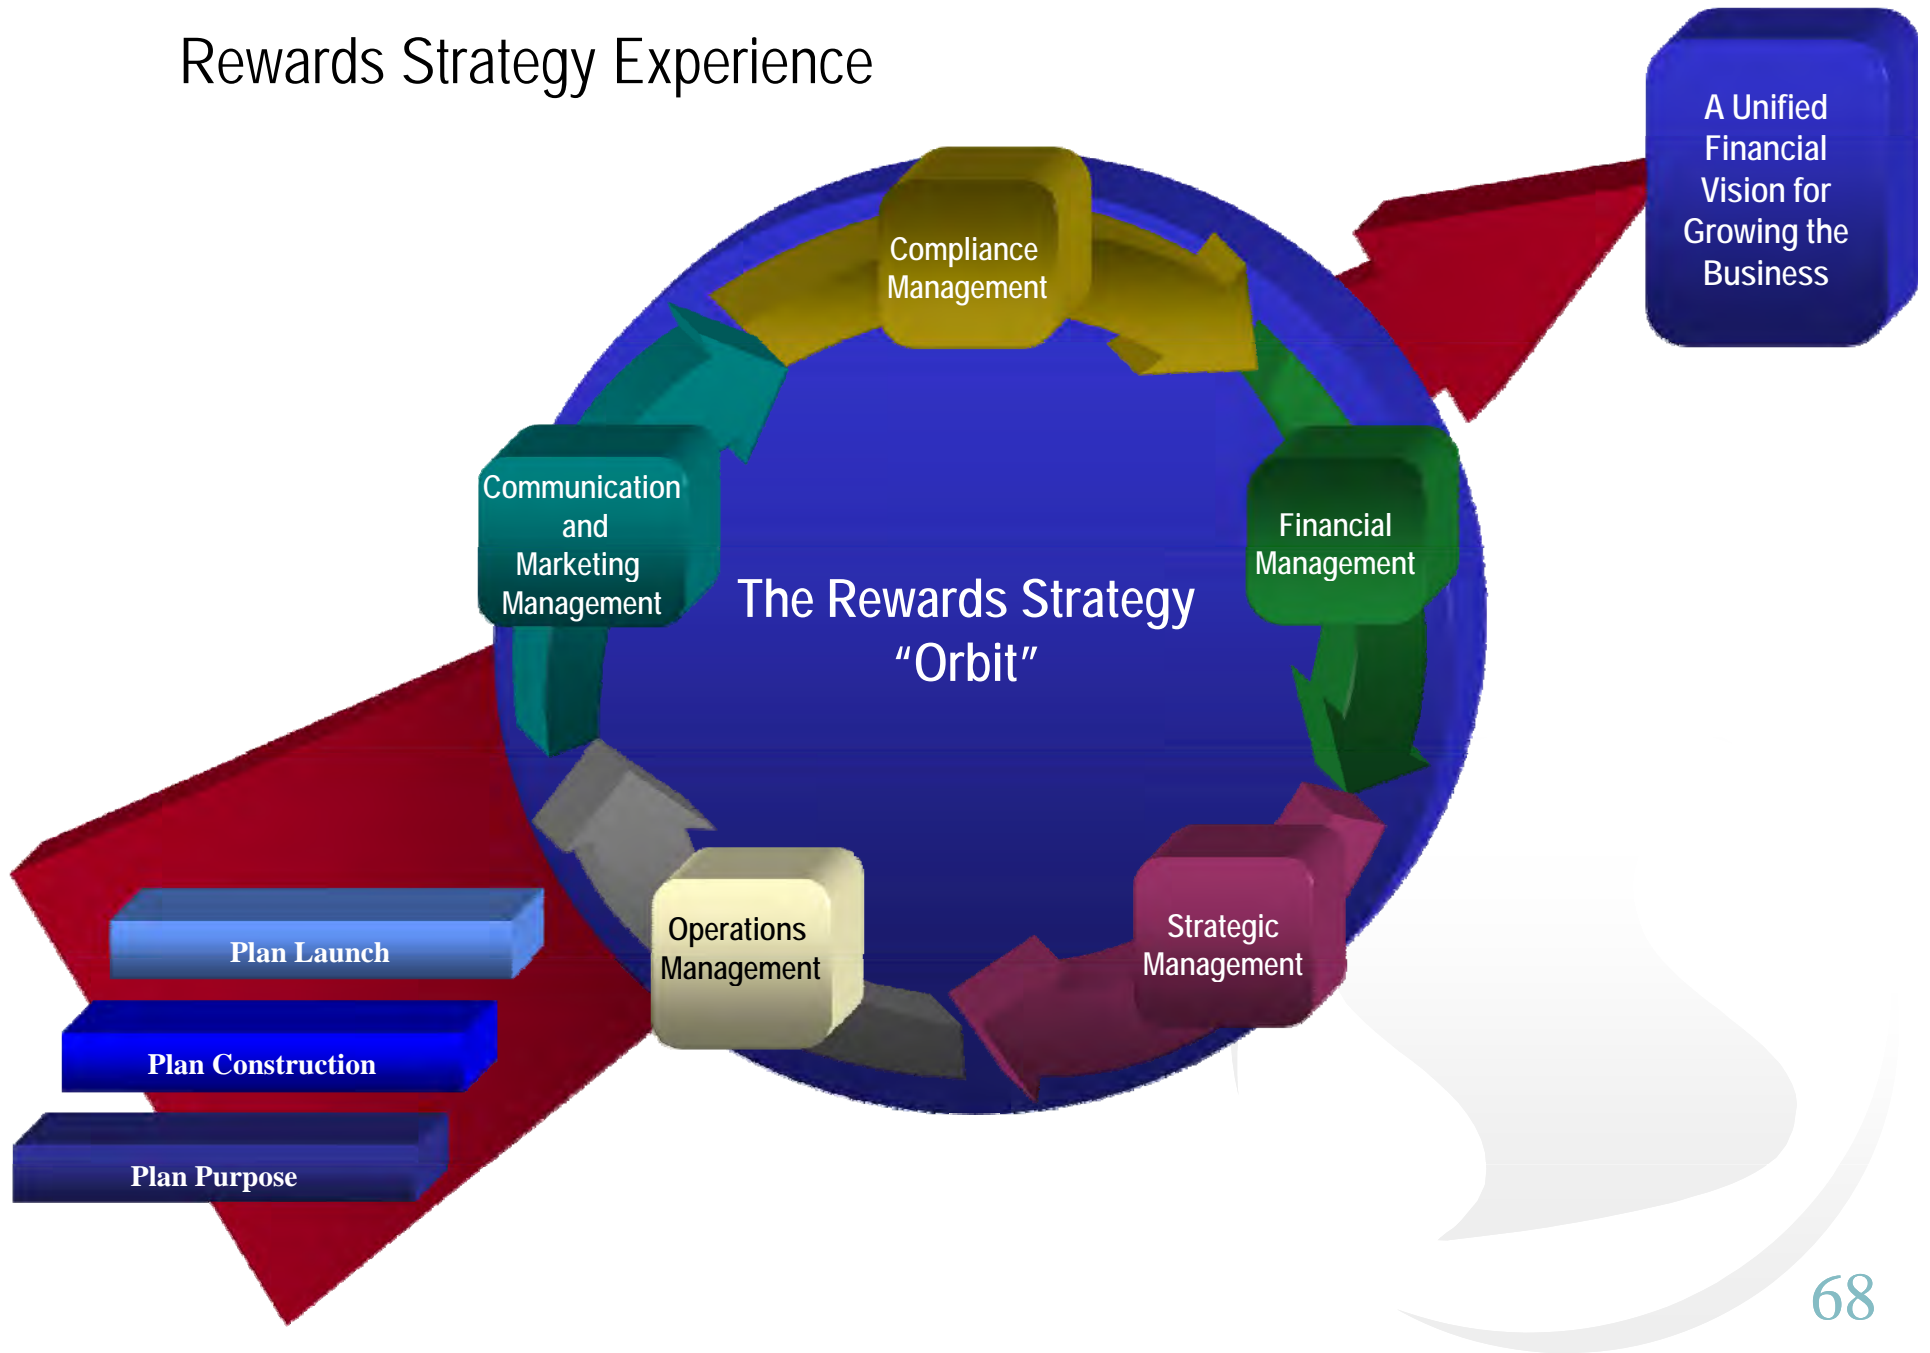 Rewards Strategy Experience
A Unified
Financial
Vision for
Growing the
Business
Compliance
Management
Communication
and
Marketing
Management
Financial
Management
The Rewards Strategy
“Orbit”
Operations
Management
Strategic
Management
Plan Launch
Plan Construction
Plan Purpose
68